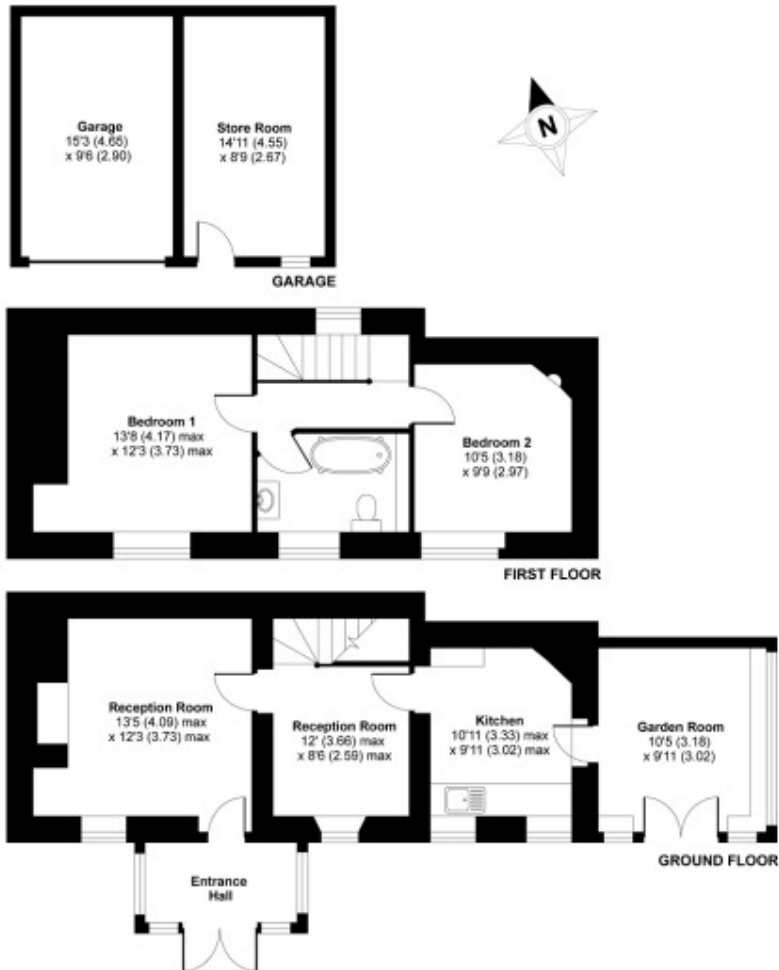 Garage
15'3 (4.65)
x 9'6 (2.90)
Store Room
14'11 (4.55)
x 8'9 (2.67)
N
GARAGE
Bedroom 1
13'8 (4.17) max
x 12'3 (3.73) max
Bedroom 2
10'5 (3.18)
x 9'9 (2.97)
FIRST FLOOR
Reception Room
13'5 (4.09) max
x 12'3 (3.73) max
Reception Room
12' (3.66) max
x 8'6 (2.59) max
Kitchen
10'11 (3.33) max
x 9'11 (3.02) max
Garden Room
10'5 (3.18)
x 9'11 (3.02)
GROUND FLOOR
Entrance
Hall